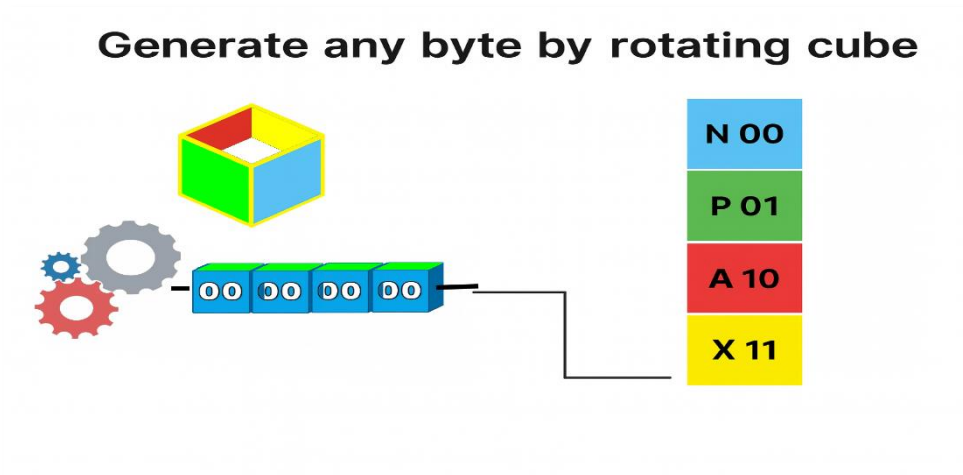 Generate any byte by rotating cube
N 00
P 01
A 10
X 11
00 00 00 00